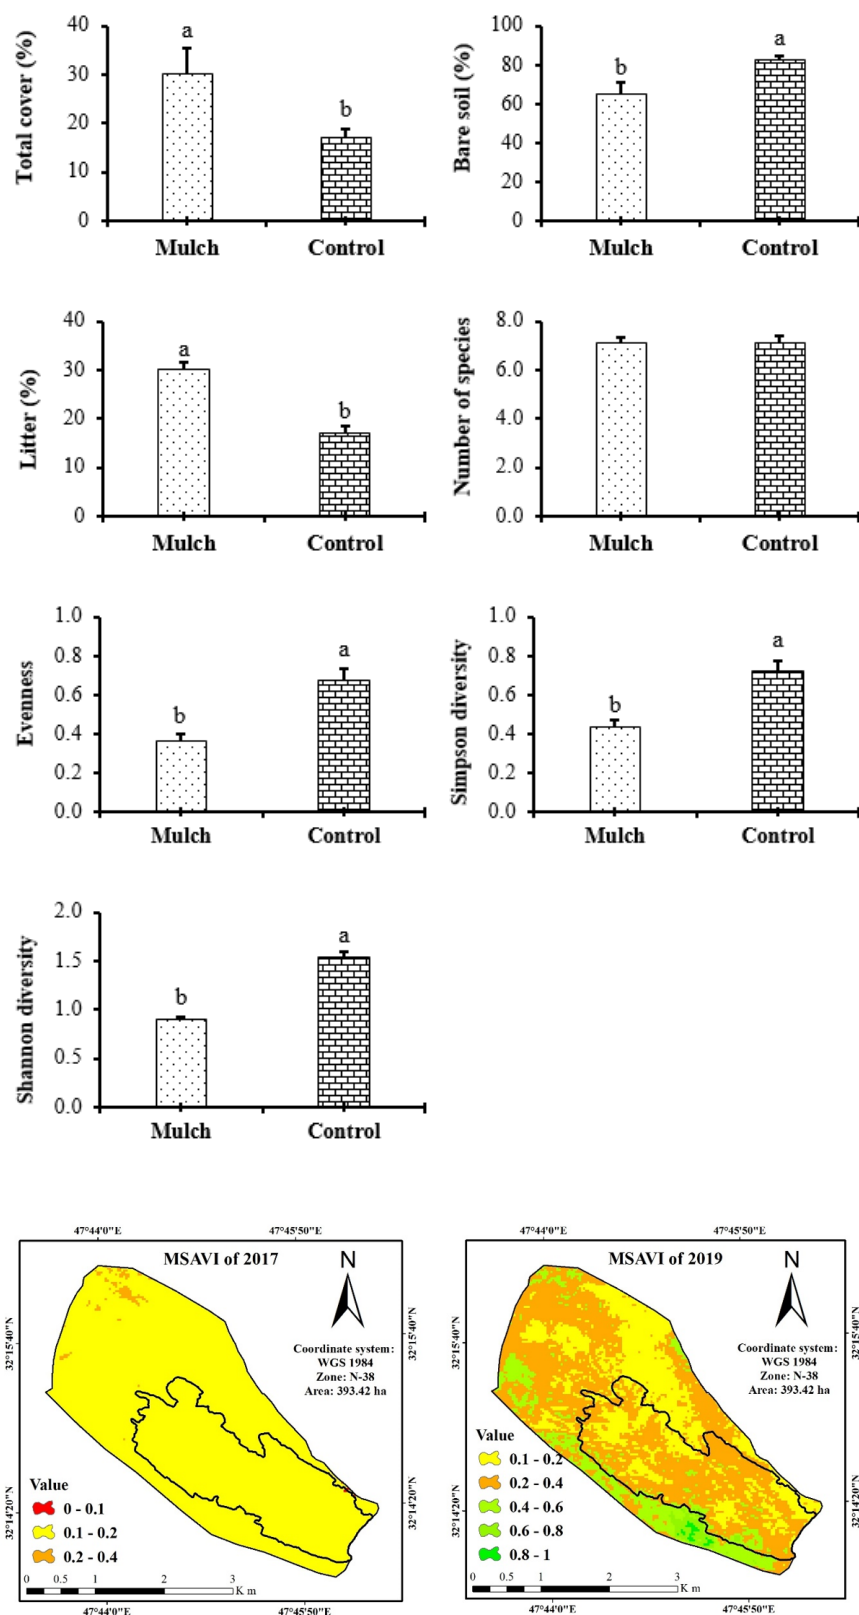 Total cover (%)
40
30
20
10
0
a
b
Mulch
Control
Bare soil (%)
100
80
60
40
20
0
b
a
Mulch
Control
Litter (%)
40
30
20
10
0
a
b
Mulch
Control
Number of species
8.0
6.0
4.0
2.0
0.0
Mulch
Control
Evenness
1.0
0.8
0.6
0.4
0.2
0.0
b
a
Mulch
Control
Simpson diversity
1.0
0.8
0.6
0.4
0.2
0.0
b
a
Mulch
Control
Shannon diversity
2.0
1.5
1.0
0.5
0.0
b
a
Mulch
Control
47°44'0"E
47°45'50"E
MSAVI of 2017
N
Coordinate system:
WGS 1984
Zone: N-38
Area: 393.42 ha
32°15'40"N
32°15'40"N
32°14'20"N
32°14'20"N
Value
0 - 0.1
0.1 - 0.2
0.2 - 0.4
0 0.5 1 2 3
K m
47°44'0"E
47°45'50"E
47°44'0"E
47°45'50"E
MSAVI of 2019
N
Coordinate system:
WGS 1984
Zone: N-38
Area: 393.42 ha
32°15'40"N
32°15'40"N
32°14'20"N
32°14'20"N
Value
0.1 - 0.2
0.2 - 0.4
0.4 - 0.6
0.6 - 0.8
0.8 - 1
0 0.5 1 2 3
K m
47°44'0"E
47°45'50"E